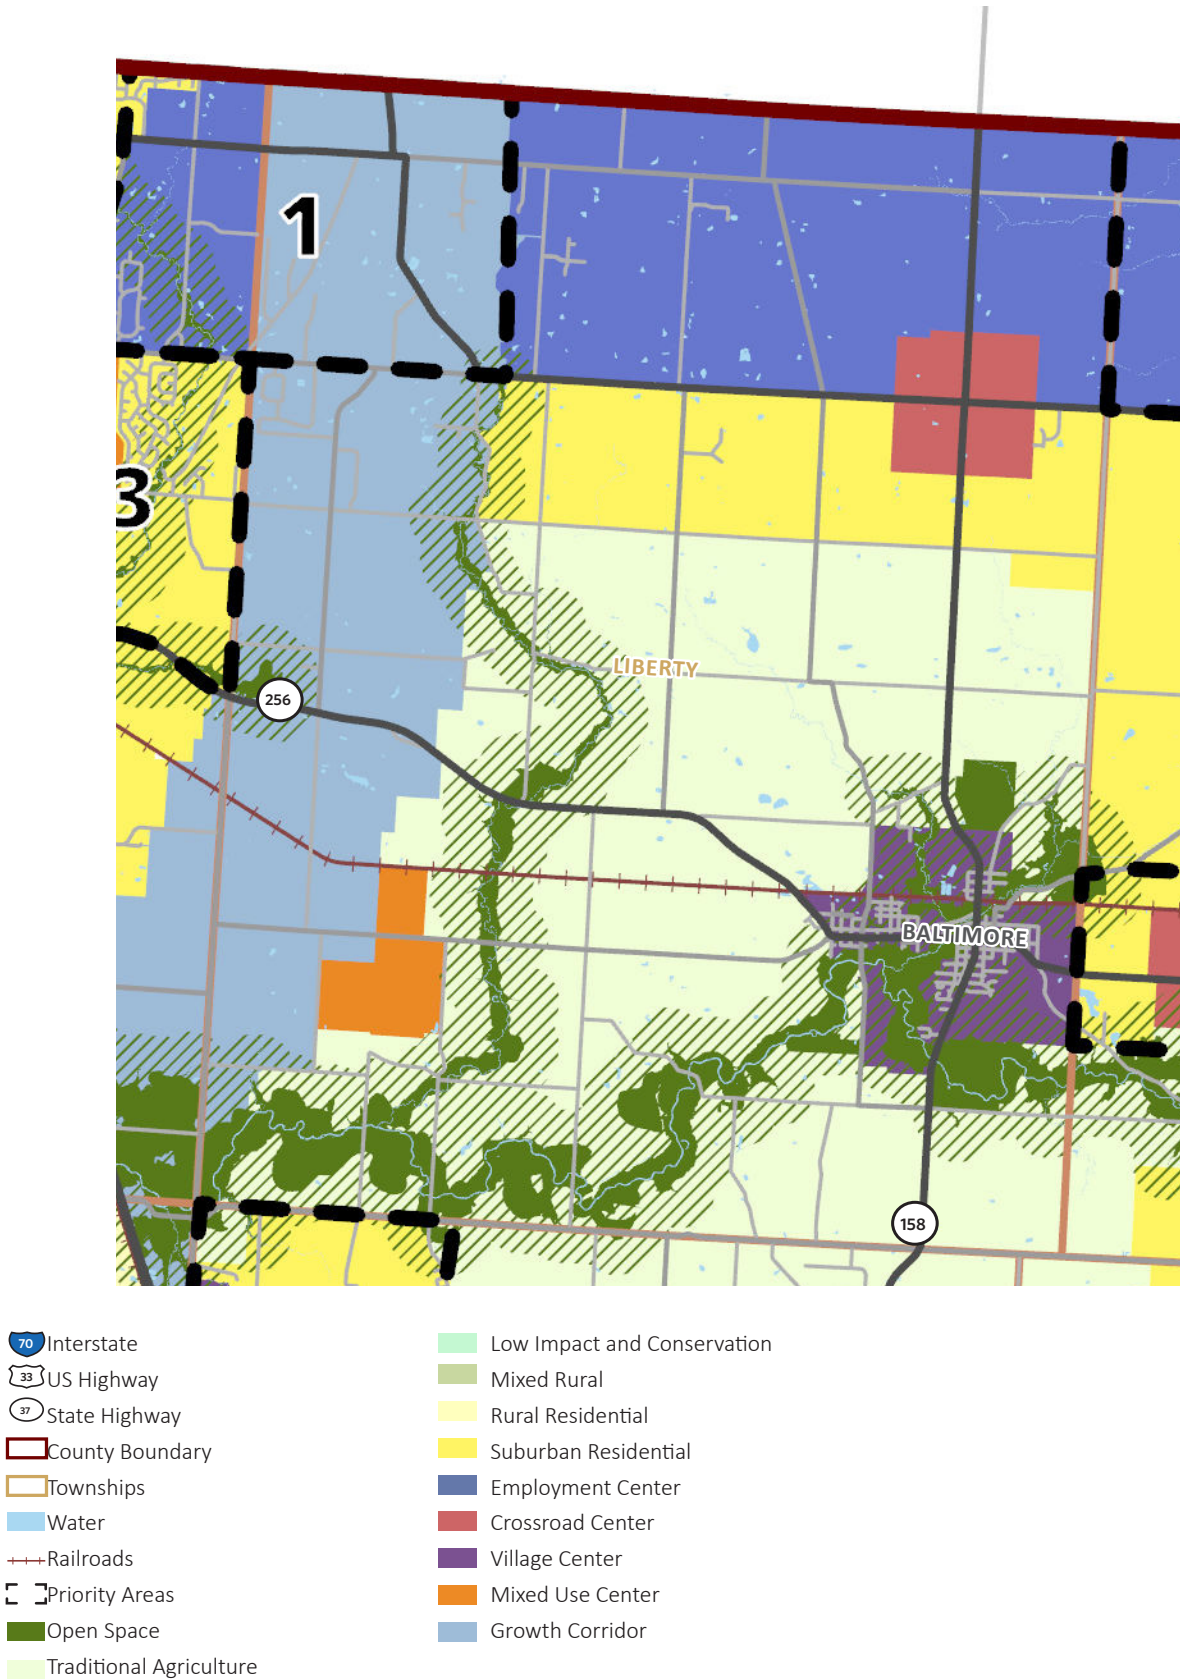 1
3
LIBERTY
256
BALTIMORE
158
70 Interstate
33 US Highway
37 State Highway
County Boundary
Townships
Water
Railroads
Priority Areas
Open Space
Traditional Agriculture
Low Impact and Conservation
Mixed Rural
Rural Residential
Suburban Residential
Employment Center
Crossroad Center
Village Center
Mixed Use Center
Growth Corridor